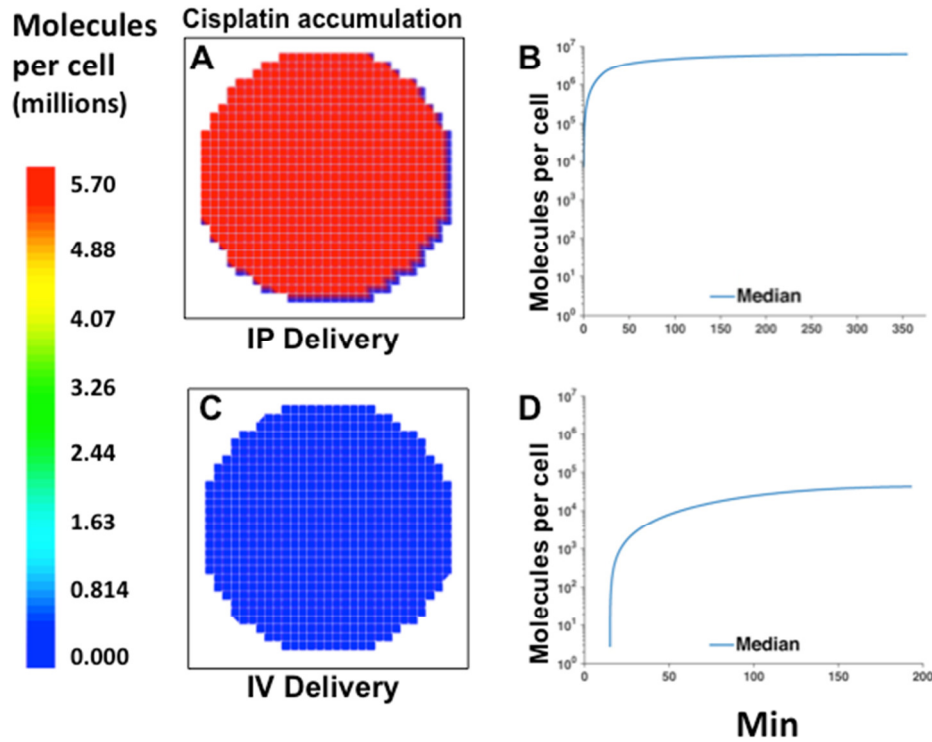 Molecules
per cell
(millions)
5.70
4.88
4.07
3.26
2.44
1.63
0.814
0.000
Cisplatin accumulation
A
IP Delivery
B
Molecules per cell
10^7
10^6
10^5
10^4
10^3
10^2
10^1
10^0
Median
0 50 100 150 200 250 300 350
C
IV Delivery
D
Molecules per cell
10^7
10^6
10^5
10^4
10^3
10^2
10^1
10^0
Median
0 50 100 150 200
Min